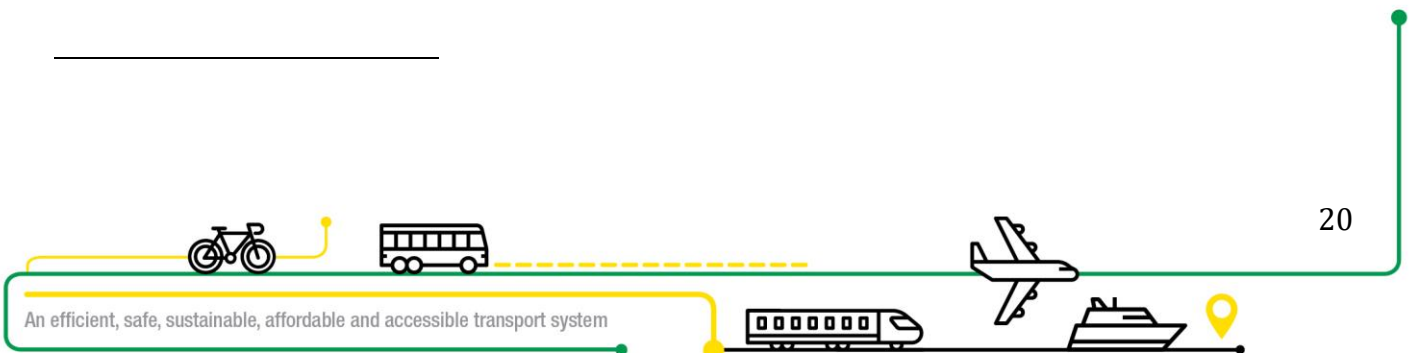 20
An efficient, safe, sustainable, affordable and accessible transport system